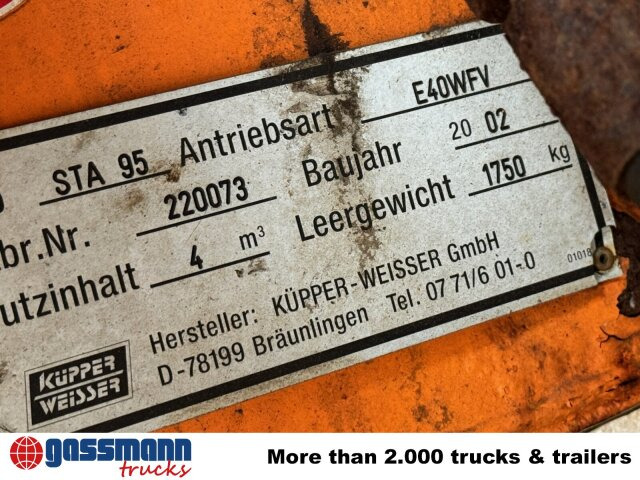 STA 95 Antriebsart E40WFV
br.Nr. 220073 Baujahr 20 02
utzinhalt 4 m³ Leergewicht 1750 kg
Hersteller: KÜPPER-WEISSER GmbH
D-78199 Bräunlingen Tel. 07 71/6 01-0
01018
KÜPPER
WEISSER
gassmann
trucks
More than 2.000 trucks & trailers